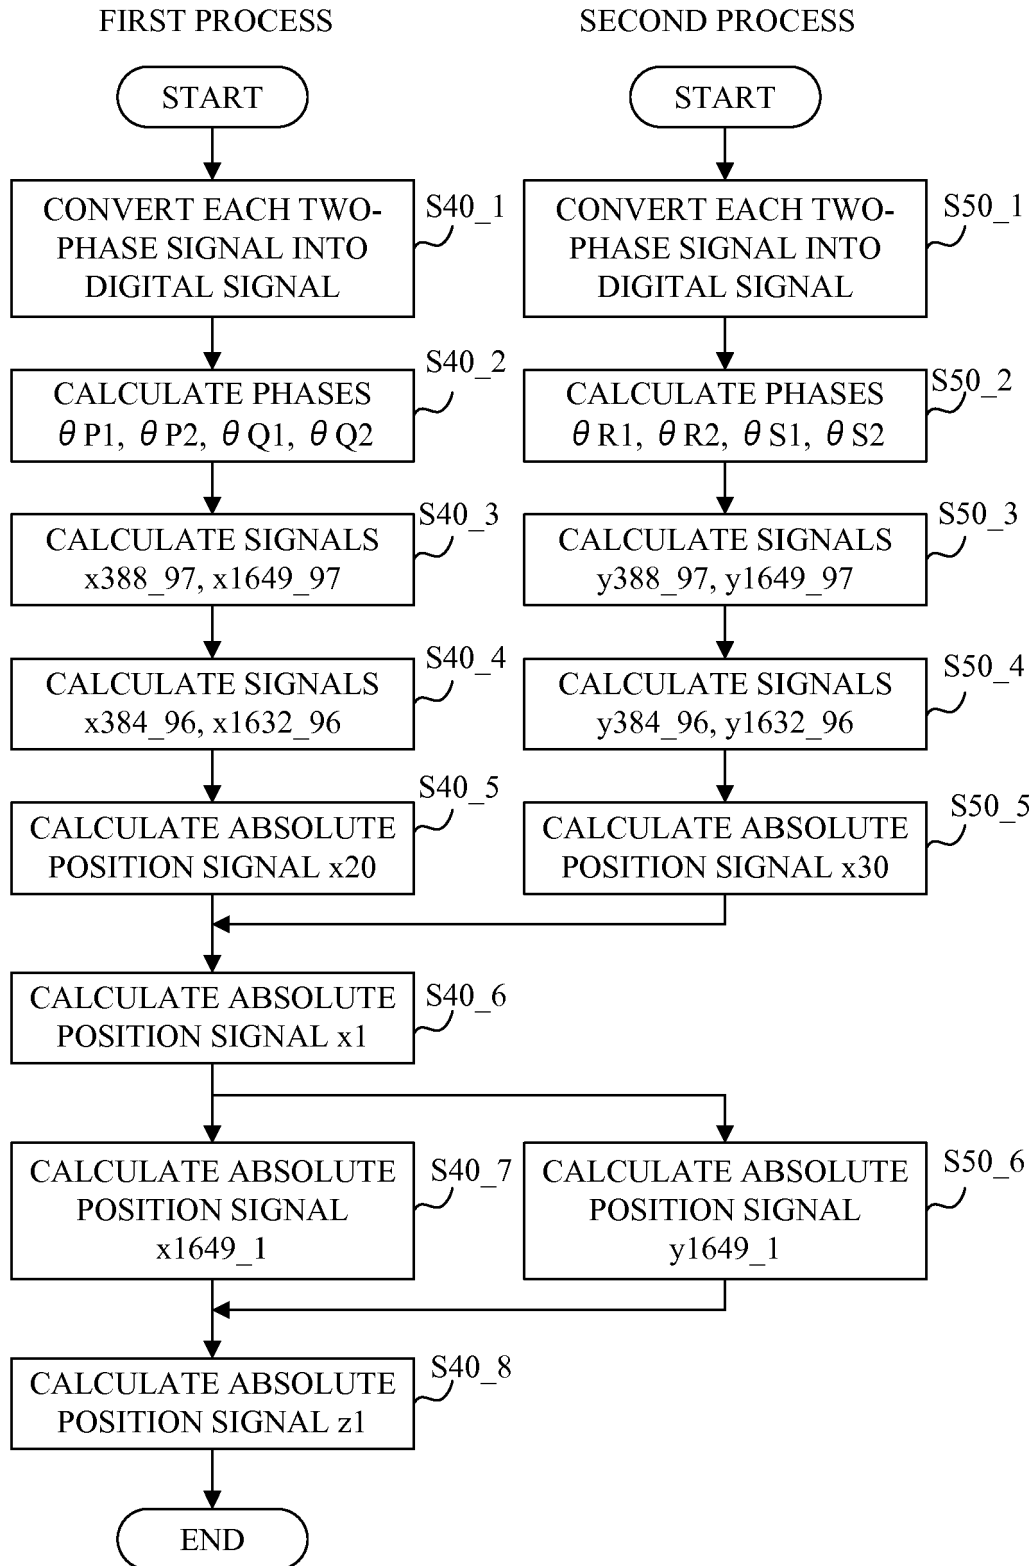 FIRST PROCESS
SECOND PROCESS
START
START
CONVERT EACH TWO-
PHASE SIGNAL INTO
DIGITAL SIGNAL
S40_1
CONVERT EACH TWO-
PHASE SIGNAL INTO
DIGITAL SIGNAL
S50_1
CALCULATE PHASES
θP1, θP2, θQ1, θQ2
S40_2
CALCULATE PHASES
θR1, θR2, θS1, θS2
S50_2
CALCULATE SIGNALS
x388_97, x1649_97
S40_3
CALCULATE SIGNALS
y388_97, y1649_97
S50_3
CALCULATE SIGNALS
x384_96, x1632_96
S40_4
CALCULATE SIGNALS
y384_96, y1632_96
S50_4
CALCULATE ABSOLUTE
POSITION SIGNAL x20
S40_5
CALCULATE ABSOLUTE
POSITION SIGNAL x30
S50_5
CALCULATE ABSOLUTE
POSITION SIGNAL x1
S40_6
CALCULATE ABSOLUTE
POSITION SIGNAL
x1649_1
S40_7
CALCULATE ABSOLUTE
POSITION SIGNAL
y1649_1
S50_6
CALCULATE ABSOLUTE
POSITION SIGNAL z1
S40_8
END